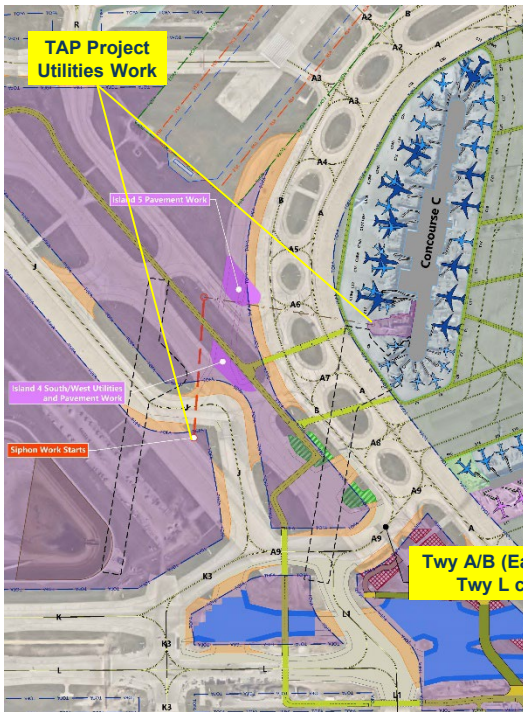 TAP Project
Utilities Work
R
A2
A
A2
A3
A3
A4
B
A
Island 5 Pavement Work
Concourse C
A5
J
A6
Island 4 South/West Utilities
and Pavement Work
A7
B
J
Siphon Work Starts
A8
J
A9
A
A9
A9
K3
Twy A/B (Ea
Twy L c
K
L1
K3
L
L
K3
L1